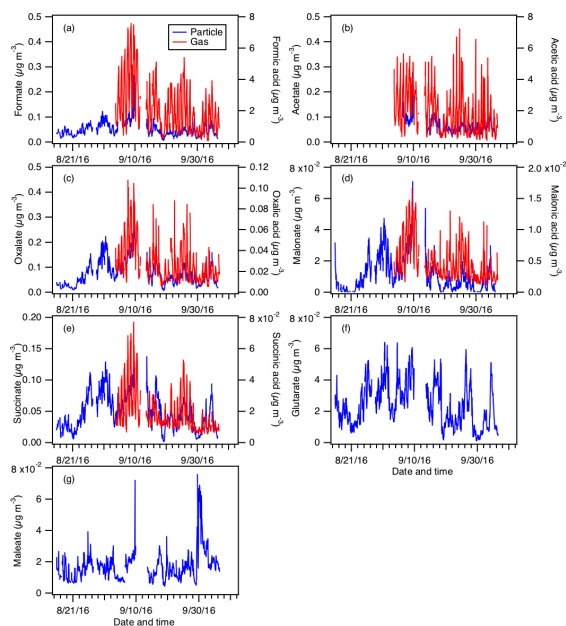 (a)
Particle
Gas
Formate (µg m⁻³)
0.5
0.4
0.3
0.2
0.1
0.0
8
6
4
2
0
Formic acid (µg m⁻³)
8/21/16 9/10/16 9/30/16
(b)
Acetate (µg m⁻³)
0.5
0.4
0.3
0.2
0.1
0.0
8
6
4
2
0
Acetic acid (µg m⁻³)
8/21/16 9/10/16 9/30/16
(c)
Oxalate (µg m⁻³)
0.5
0.4
0.3
0.2
0.1
0.0
0.12
0.10
0.08
0.06
0.04
0.02
0.00
Oxalic acid (µg m⁻³)
8/21/16 9/10/16 9/30/16
(d)
Malonate (µg m⁻³)
8 x10⁻²
6
4
2
0
2.0 x10⁻²
1.5
1.0
0.5
0.0
Malonic acid (µg m⁻³)
8/21/16 9/10/16 9/30/16
(e)
Succinate (µg m⁻³)
0.20
0.15
0.10
0.05
0.00
8 x10⁻²
6
4
2
0
Succinic acid (µg m⁻³)
8/21/16 9/10/16 9/30/16
(f)
Glutarate (µg m⁻³)
8 x10⁻²
6
4
2
0
8/21/16 9/10/16 9/30/16
Date and time
(g)
Maleate (µg m⁻³)
8 x10⁻²
6
4
2
0
8/21/16 9/10/16 9/30/16
Date and time